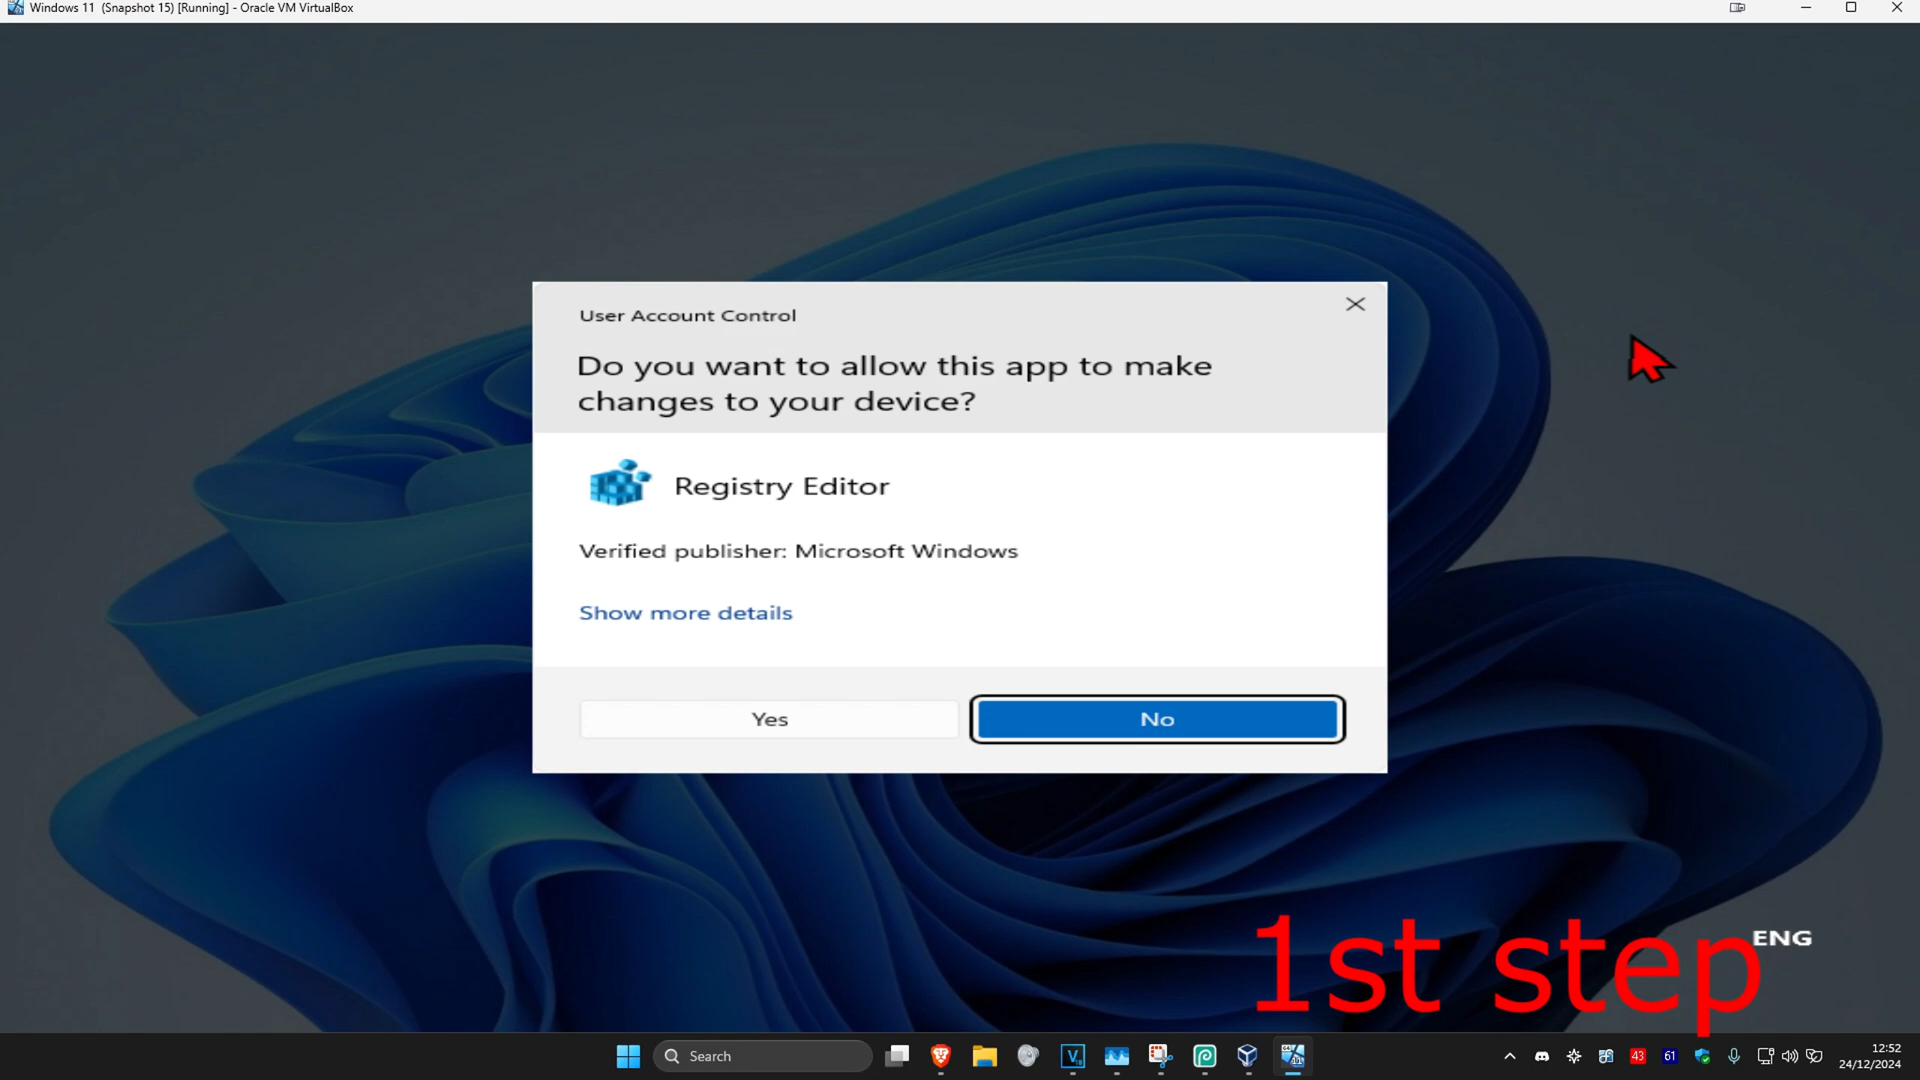 Windows 11 (Snapshot 15) [Running] - Oracle VM VirtualBox
User Account Control
Do you want to allow this app to make
changes to your device?
Registry Editor
Verified publisher: Microsoft Windows
Show more details
Yes
No
1st step
ENG
Search
43
61
12:52
24/12/2024